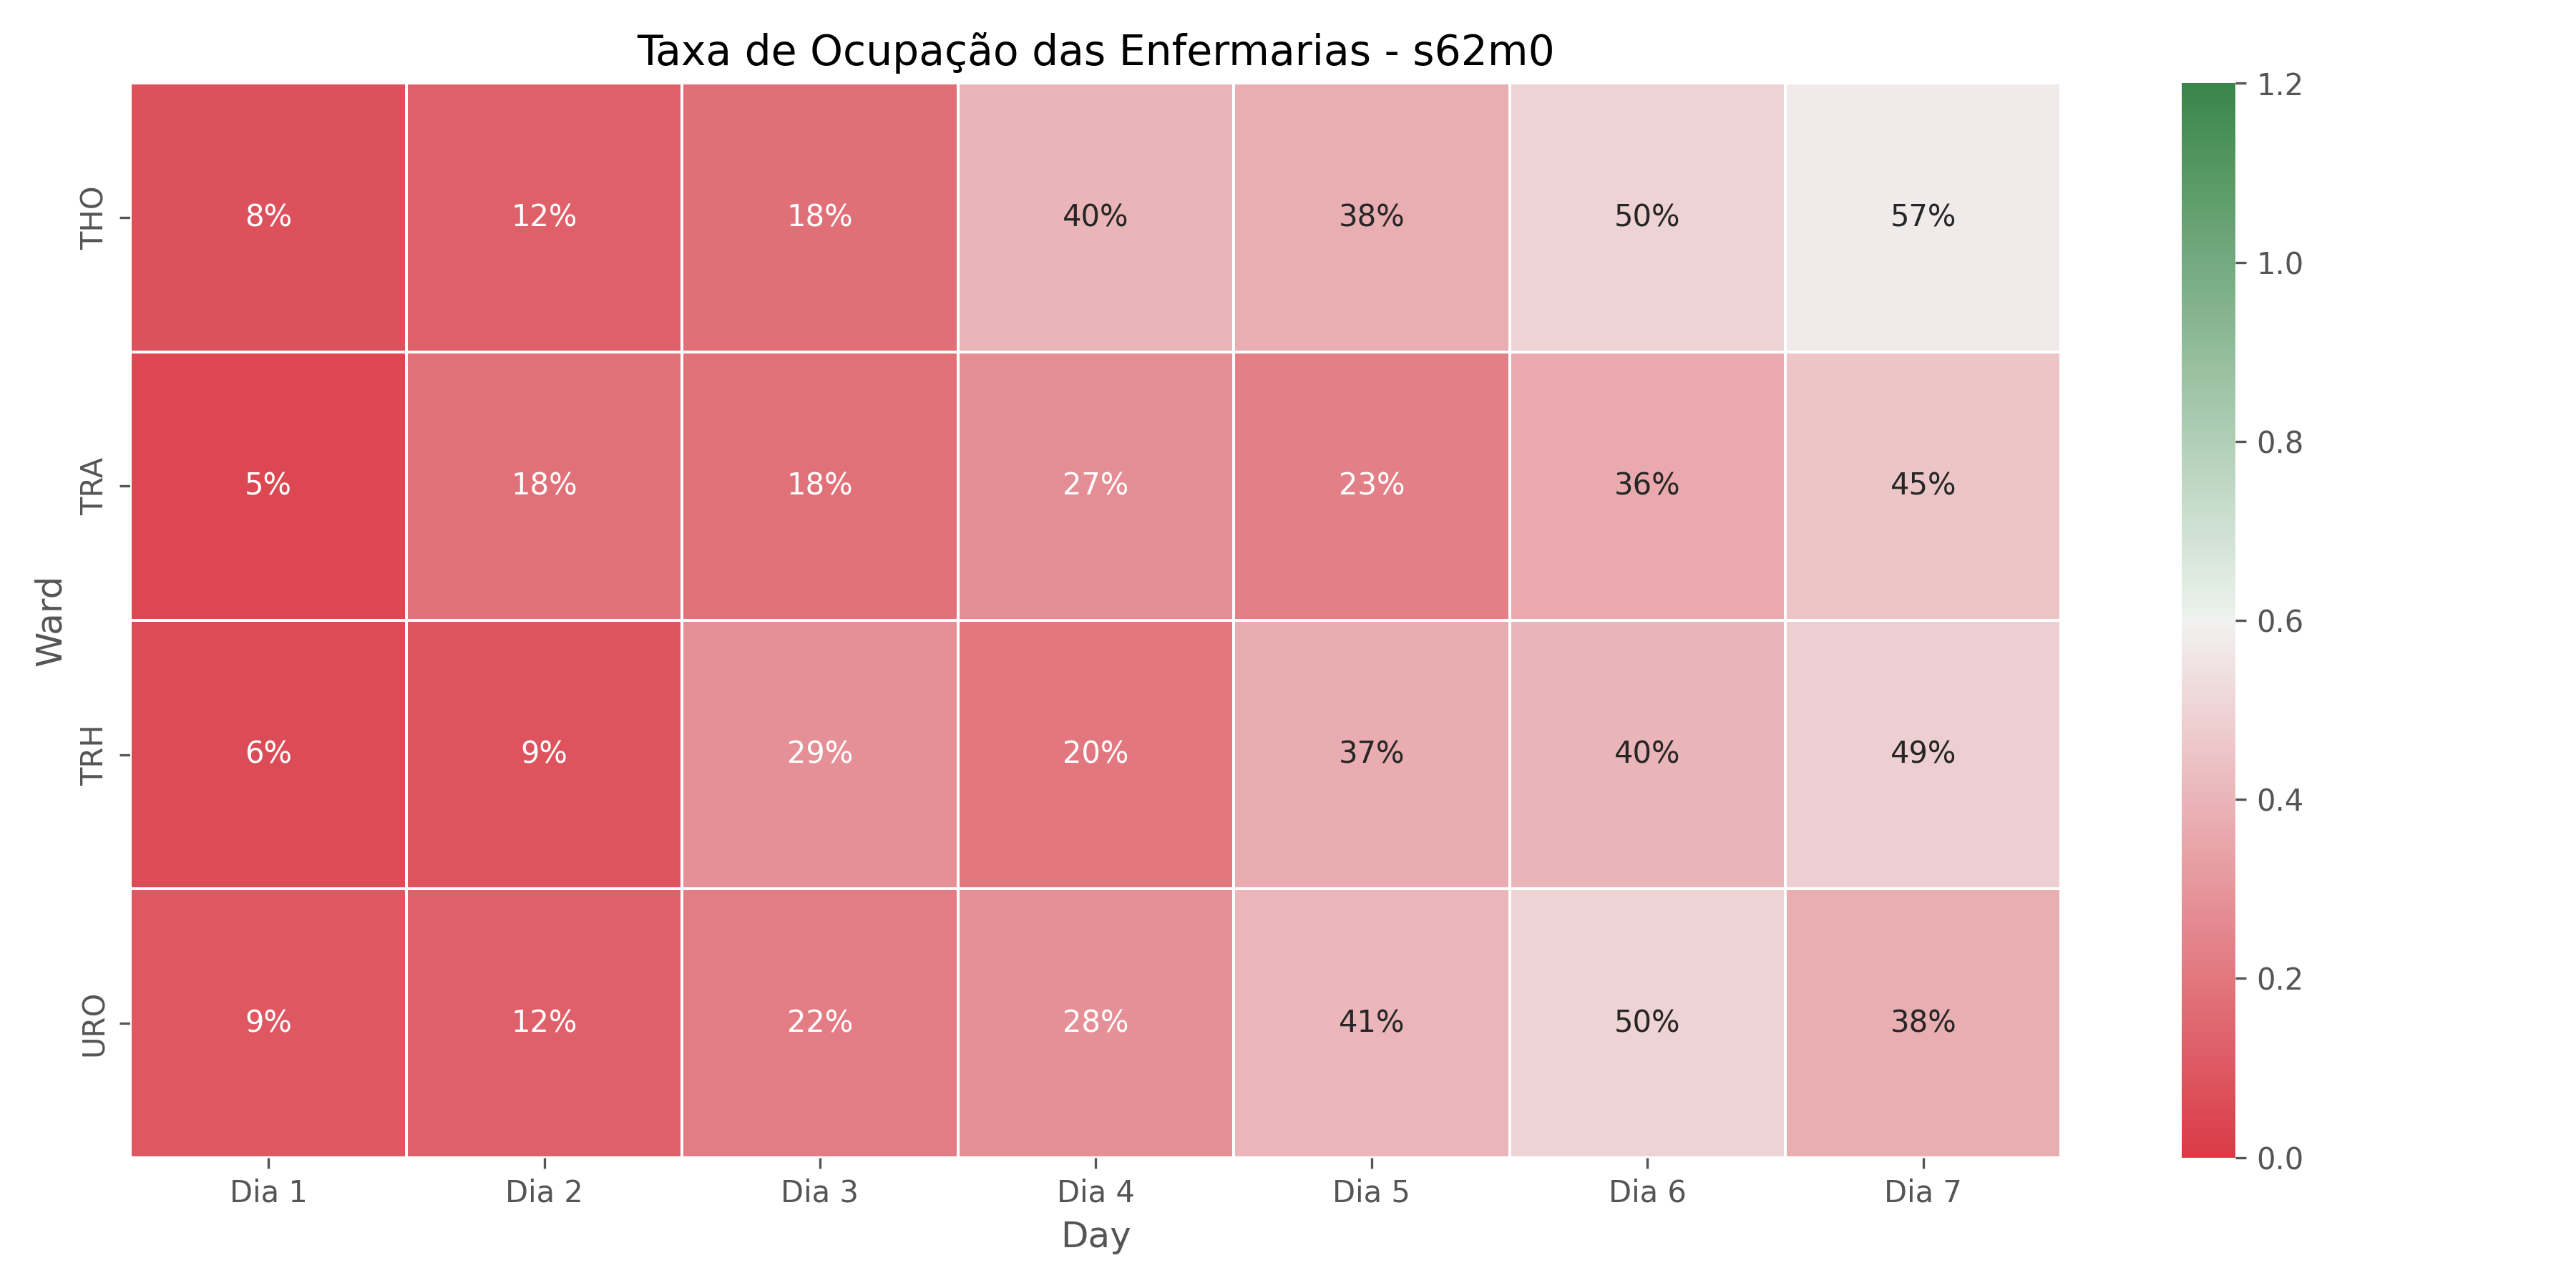 Taxa de Ocupação das Enfermarias - s62m0
Ward
THO
8% 12% 18% 40% 38% 50% 57%
TRA
5% 18% 18% 27% 23% 36% 45%
TRH
6% 9% 29% 20% 37% 40% 49%
URO
9% 12% 22% 28% 41% 50% 38%
Dia 1 Dia 2 Dia 3 Dia 4 Dia 5 Dia 6 Dia 7
Day
1.2
1.0
0.8
0.6
0.4
0.2
0.0